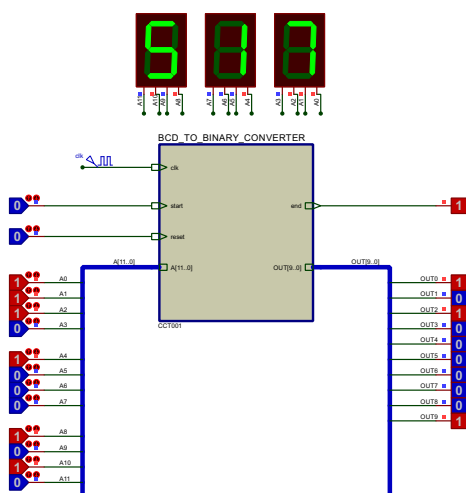 5 1 7
A11 A10 A9 A8 A7 A6 A5 A4 A3 A2 A1 A0
BCD_TO_BINARY_CONVERTER
clk
clk
0 start end 1
0 reset
A[11..0] A[11..0] OUT[9..0] OUT[9..0]
1 A0 OUT0 1
1 A1 OUT1 0
1 A2 OUT2 1
0 A3 OUT3 0
CCT001
OUT4 0
1 A4 OUT5 0
0 A5 OUT6 0
0 A6 OUT7 0
0 A7 OUT8 0
OUT9 1
1 A8
0 A9
1 A10
0 A11